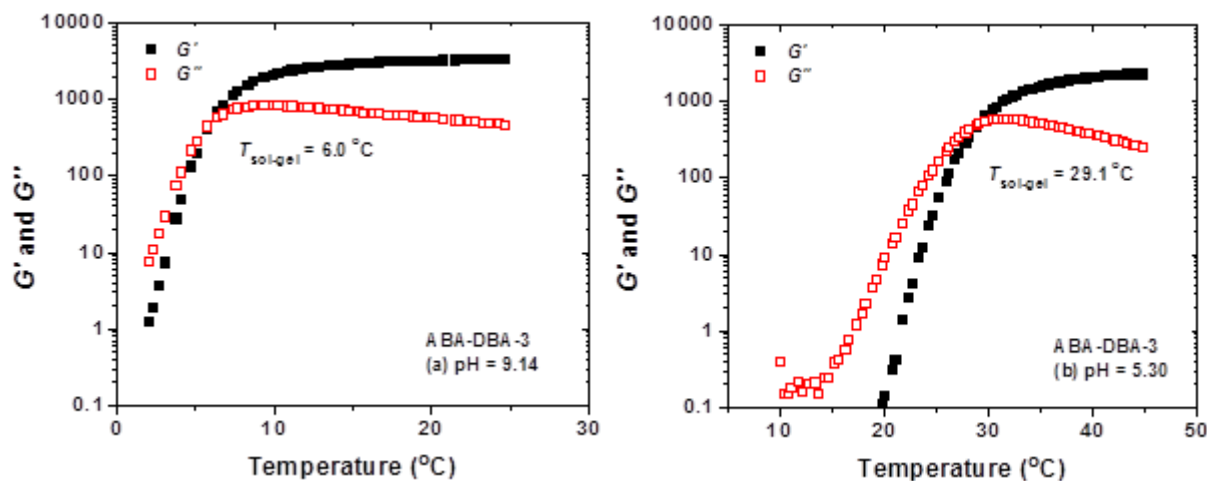 10000
1000
100
10
1
0.1
G' and G''
G'
G''
T sol-gel = 6.0 °C
ABA-DBA-3
(a) pH = 9.14
0 10 20 30
Temperature (°C)
10000
1000
100
10
1
0.1
G' and G''
G'
G''
T sol-gel = 29.1 °C
ABA-DBA-3
(b) pH = 5.30
10 20 30 40 50
Temperature (°C)